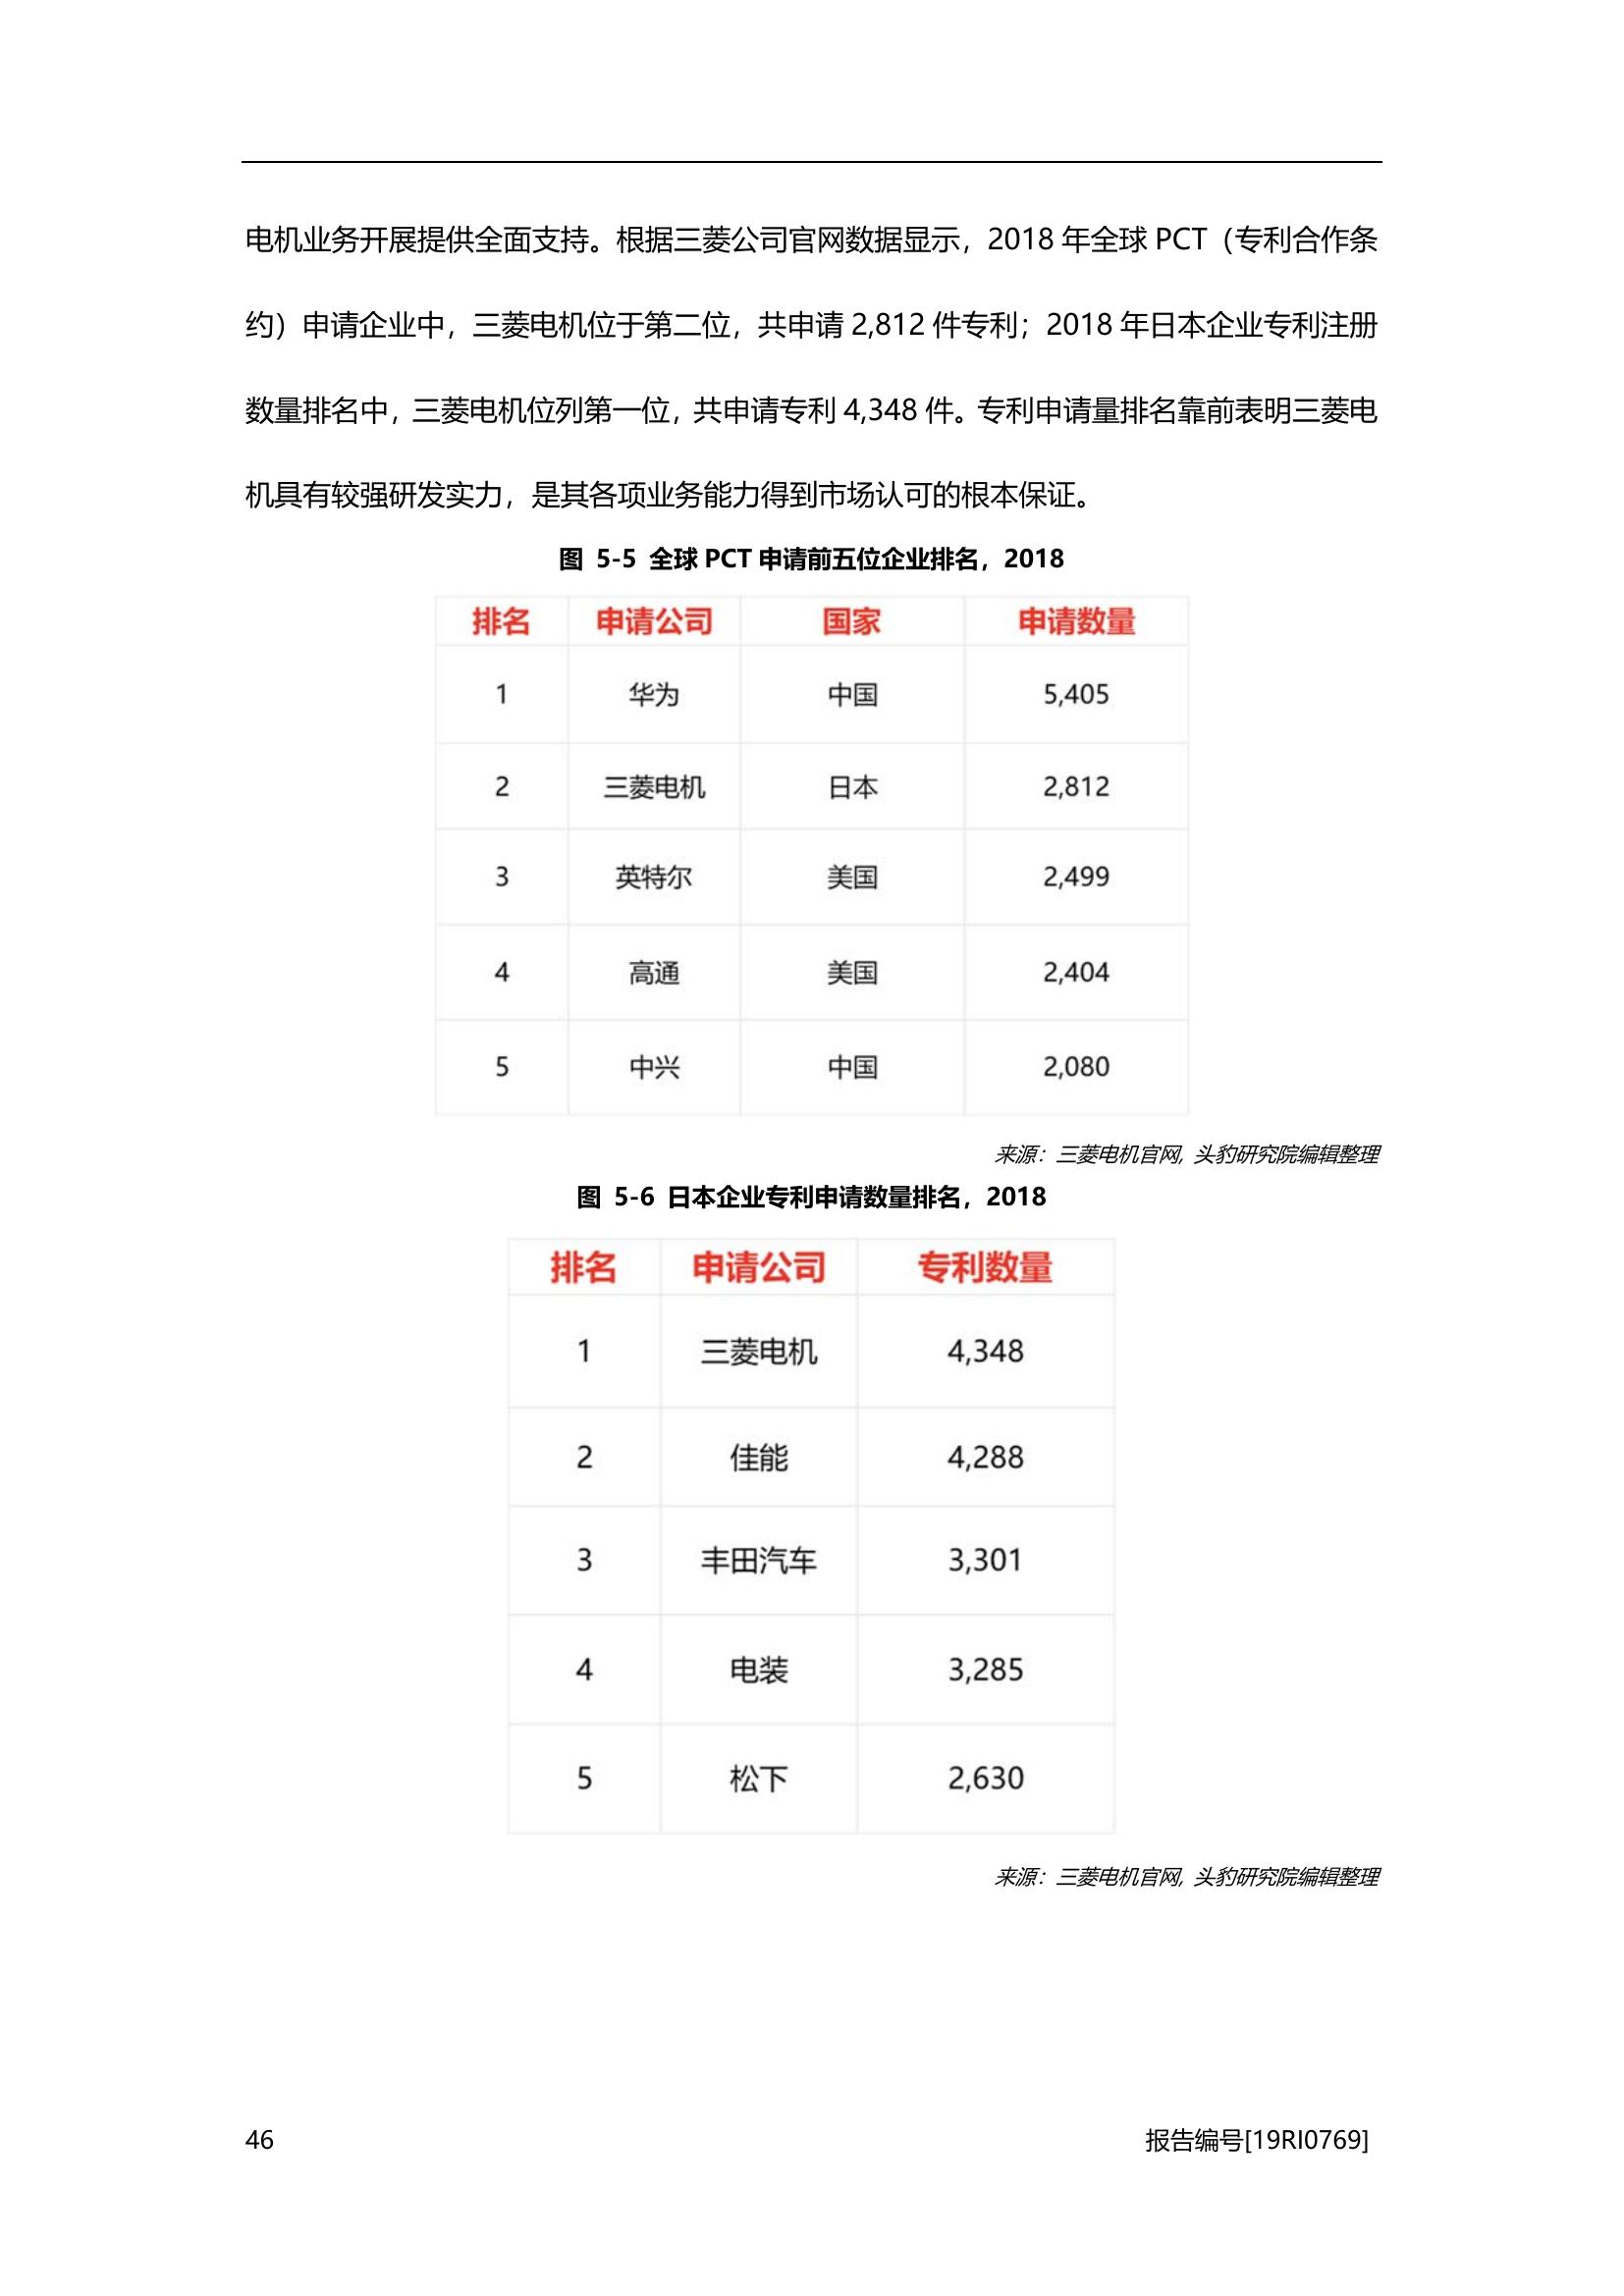 电机业务开展提供全面支持。根据三菱公司官网数据显示，2018 年全球 PCT（专利合作条
约）申请企业中，三菱电机位于第二位，共申请 2,812 件专利；2018 年日本企业专利注册
数量排名中，三菱电机位列第一位，共申请专利 4,348 件。专利申请量排名靠前表明三菱电
机具有较强研发实力，是其各项业务能力得到市场认可的根本保证。
图 5-5 全球 PCT 申请前五位企业排名，2018
排名 申请公司 国家 申请数量
1 华为 中国 5,405
2 三菱电机 日本 2,812
3 英特尔 美国 2,499
4 高通 美国 2,404
5 中兴 中国 2,080
来源：三菱电机官网, 头豹研究院编辑整理
图 5-6 日本企业专利申请数量排名，2018
排名 申请公司 专利数量
1 三菱电机 4,348
2 佳能 4,288
3 丰田汽车 3,301
4 电装 3,285
5 松下 2,630
来源：三菱电机官网, 头豹研究院编辑整理
46 报告编号[19RI0769]